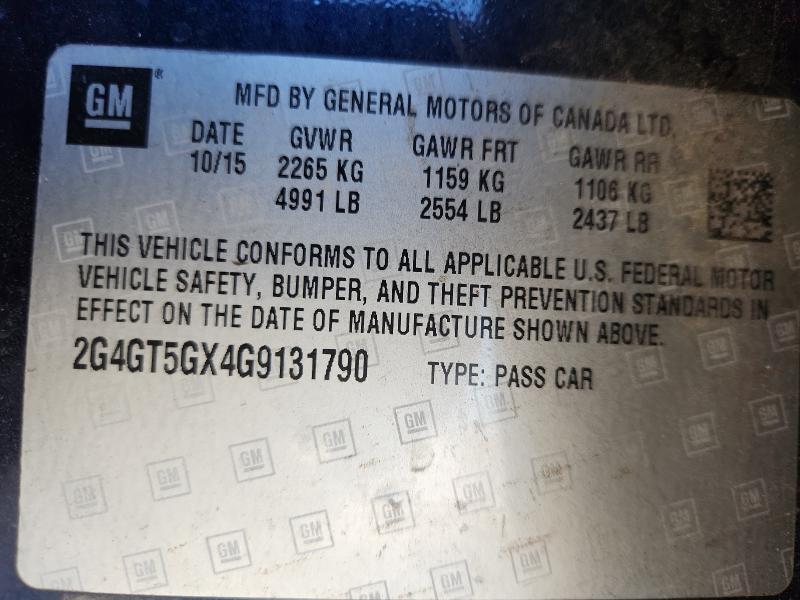 GM ®
MFD BY GENERAL MOTORS OF CANADA LTD.
DATE GVWR GAWR FRT GAWR RR
10/15 2265 KG 1159 KG 1106 KG
4991 LB 2554 LB 2437 LB
THIS VEHICLE CONFORMS TO ALL APPLICABLE U.S. FEDERAL MOTOR
VEHICLE SAFETY, BUMPER, AND THEFT PREVENTION STANDARDS IN
EFFECT ON THE DATE OF MANUFACTURE SHOWN ABOVE.
2G4GT5GX4G9131790 TYPE: PASS CAR